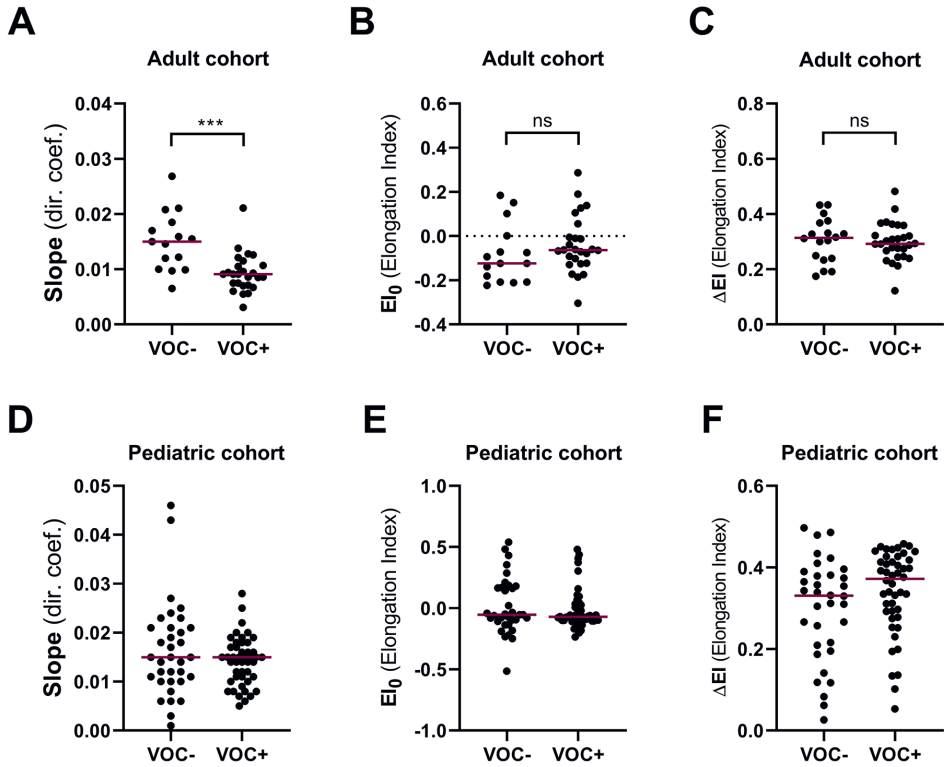 A
Adult cohort
Slope (dir. coef.)
0.04
0.03
0.02
0.01
0.00
***
VOC-
VOC+
B
Adult cohort
EI0 (Elongation Index)
0.6
0.4
0.2
0.0
-0.2
-0.4
ns
VOC-
VOC+
C
Adult cohort
ΔEI (Elongation Index)
0.8
0.6
0.4
0.2
0.0
ns
VOC-
VOC+
D
Pediatric cohort
Slope (dir. coef.)
0.05
0.04
0.03
0.02
0.01
0.00
VOC-
VOC+
E
Pediatric cohort
EI0 (Elongation Index)
1.0
0.5
0.0
-0.5
-1.0
VOC-
VOC+
F
Pediatric cohort
ΔEI (Elongation Index)
0.6
0.4
0.2
0.0
VOC-
VOC+